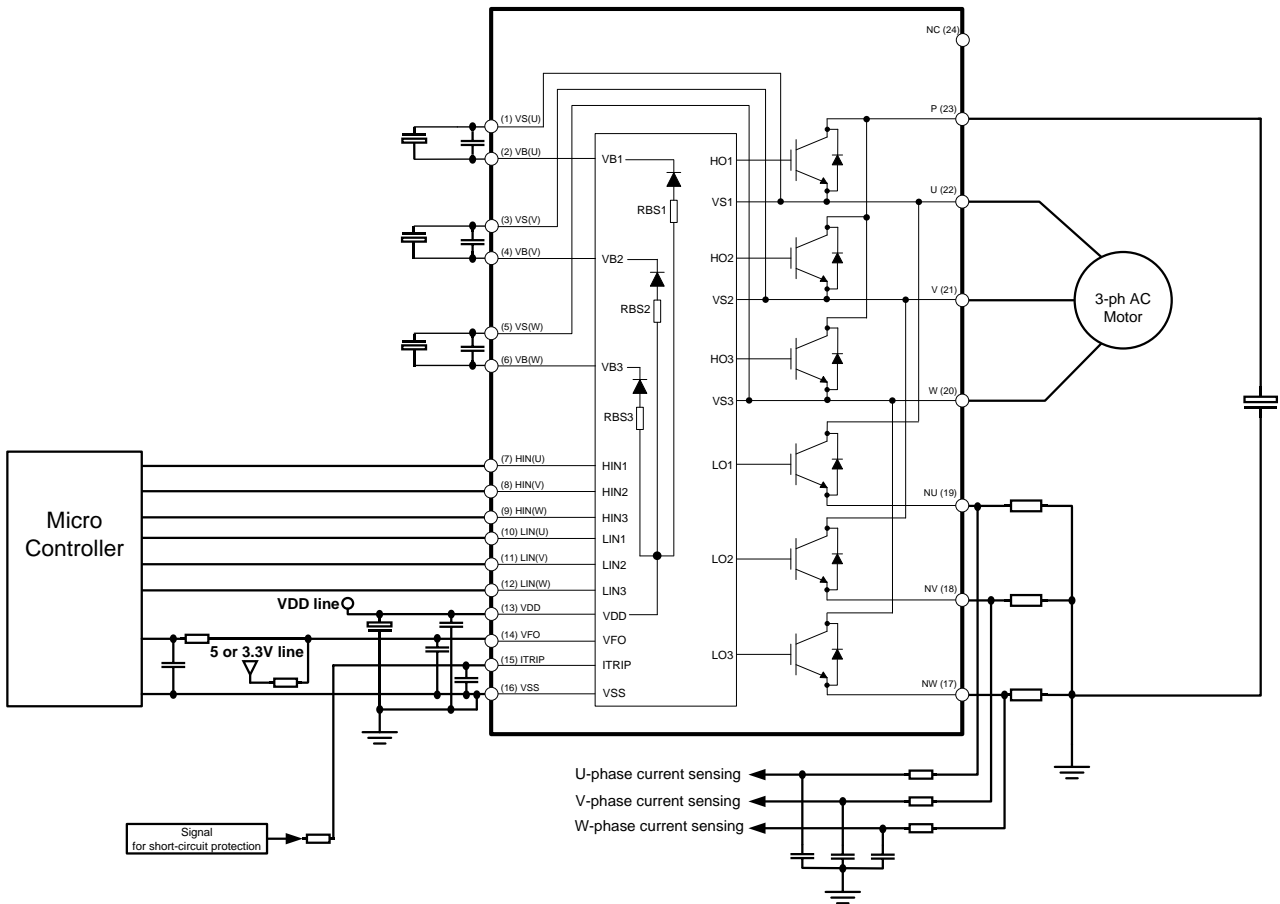 NC (24)
(1) VS(U)
P (23)
(2) VB(U)
VB1
HO1
RBS1
VS1
U (22)
(3) VS(V)
(4) VB(V)
VB2
HO2
RBS2
VS2
V (21)
3-ph AC
Motor
(5) VS(W)
(6) VB(W)
VB3
HO3
RBS3
VS3
W (20)
Micro
Controller
(7) HIN(U)
HIN1
LO1
(8) HIN(V)
HIN2
NU (19)
(9) HIN(W)
HIN3
(10) LIN(U)
LIN1
(11) LIN(V)
LIN2
LO2
(12) LIN(W)
LIN3
NV (18)
VDD line
(13) VDD
VDD
(14) VFO
VFO
5 or 3.3V line
(15) ITRIP
ITRIP
LO3
(16) VSS
VSS
NW (17)
U-phase current sensing
V-phase current sensing
W-phase current sensing
Signal
for short-circuit protection